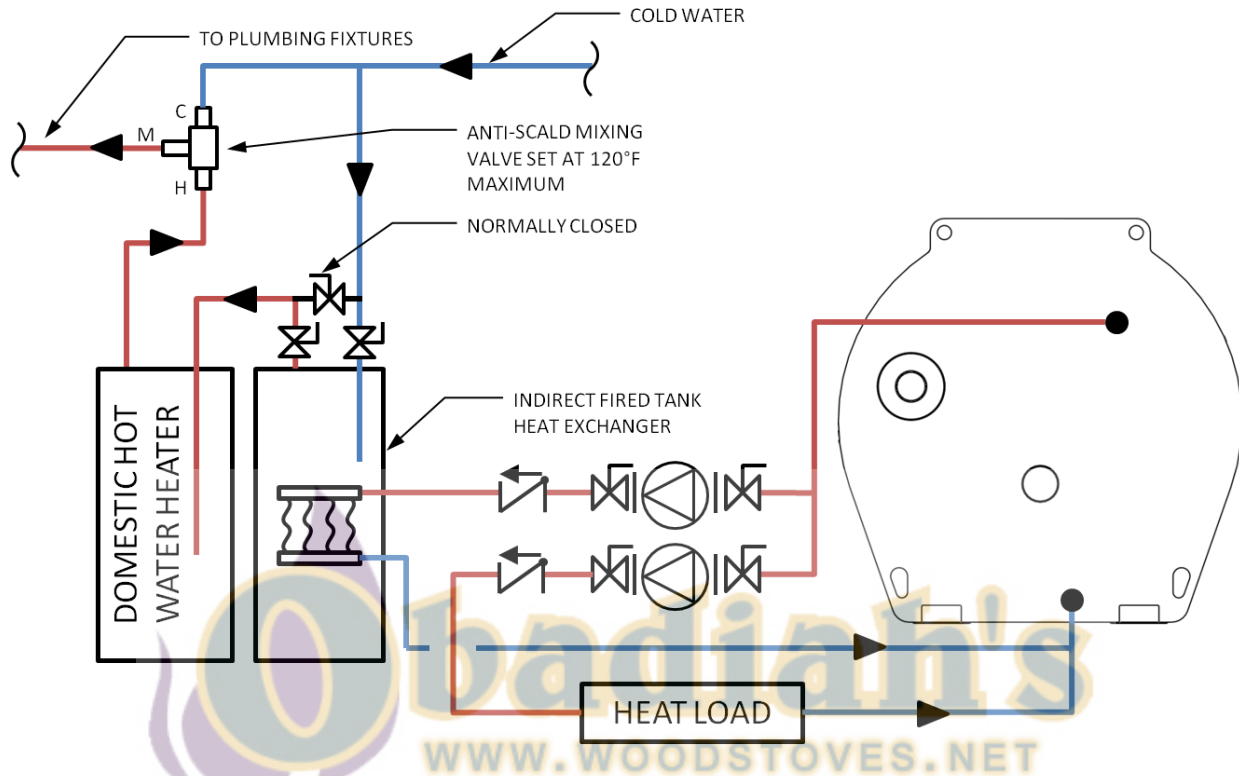 COLD WATER
TO PLUMBING FIXTURES
C
M
H
ANTI-SCALD MIXING
VALVE SET AT 120°F
MAXIMUM
NORMALLY CLOSED
INDIRECT FIRED TANK
HEAT EXCHANGER
DOMESTIC HOT
WATER HEATER
Obadiah's
HEAT LOAD
WWW.WOODSTOVES.NET